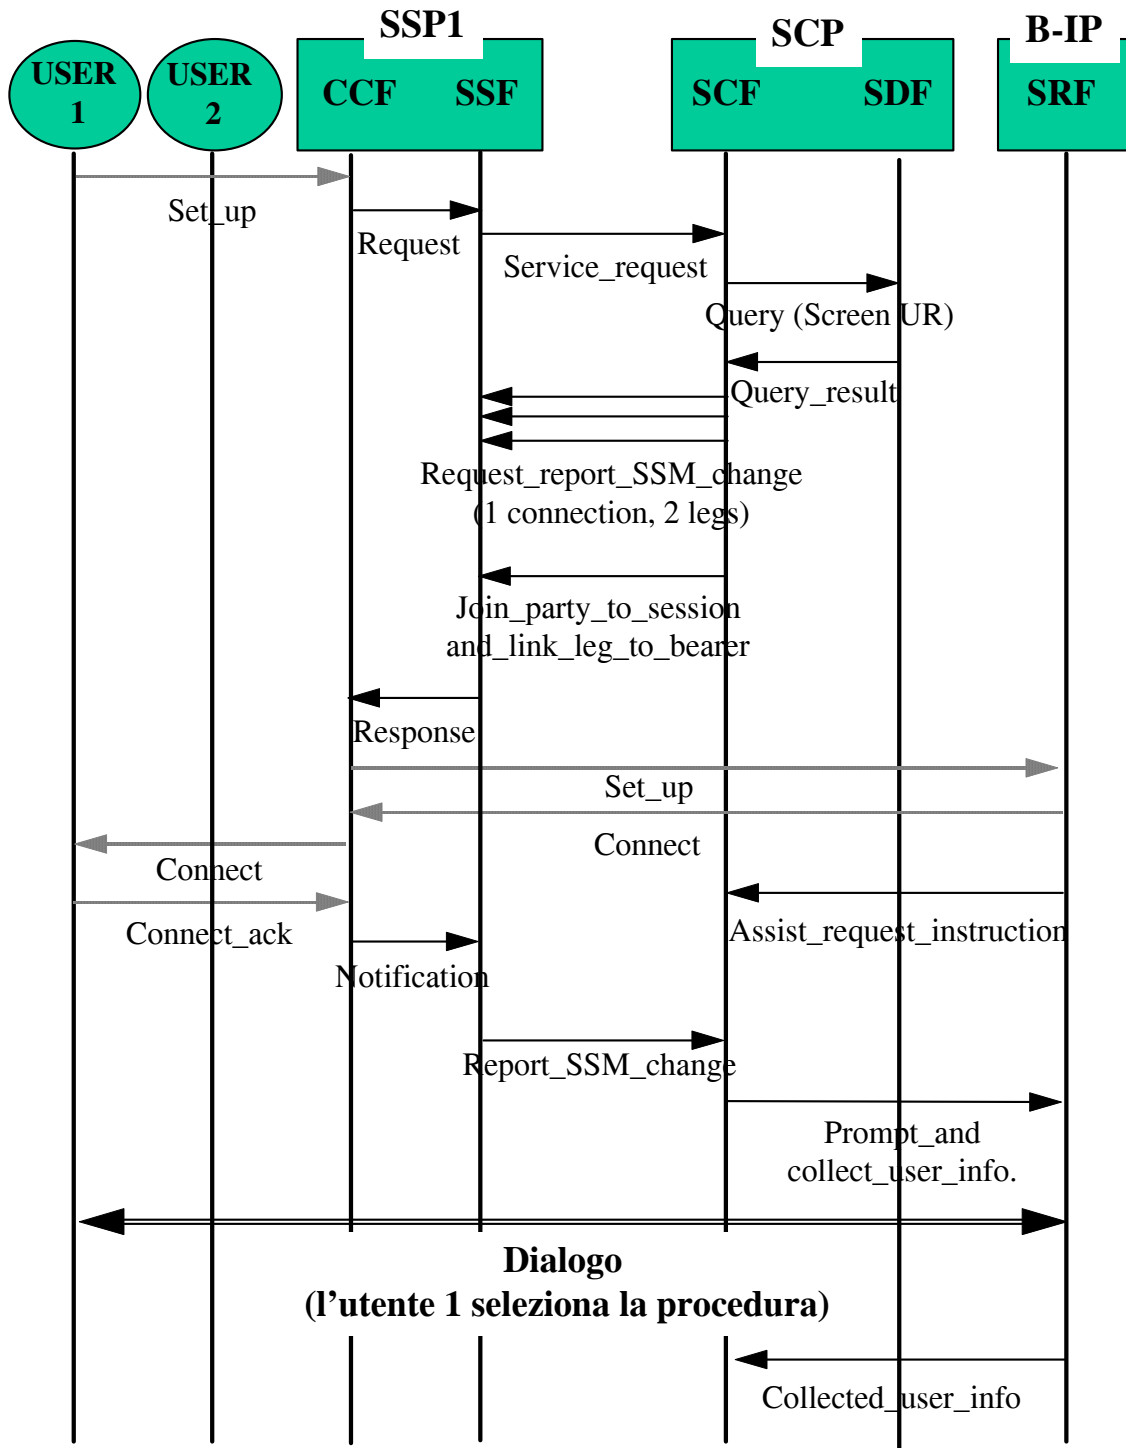 SSP1
SCP
B-IP
USER
1
USER
2
CCF
SSF
SCF
SDF
SRF
Set_up
Request
Service_request
Query (Screen UR)
Query_result
Request_report_SSM_change
(1 connection, 2 legs)
Join_party_to_session
and_link_leg_to_bearer
Response
Set_up
Connect
Connect
Assist_request_instruction
Connect_ack
Notification
Report_SSM_change
Prompt_and
collect_user_info.
Dialogo
(l'utente 1 seleziona la procedura)
Collected_user_info